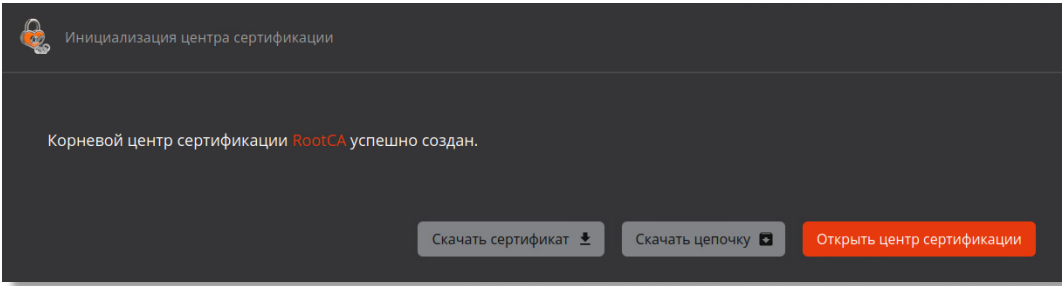 Инициализация центра сертификации
Корневой центр сертификации RootCA успешно создан.
Скачать сертификат
Скачать цепочку
Открыть центр сертификации